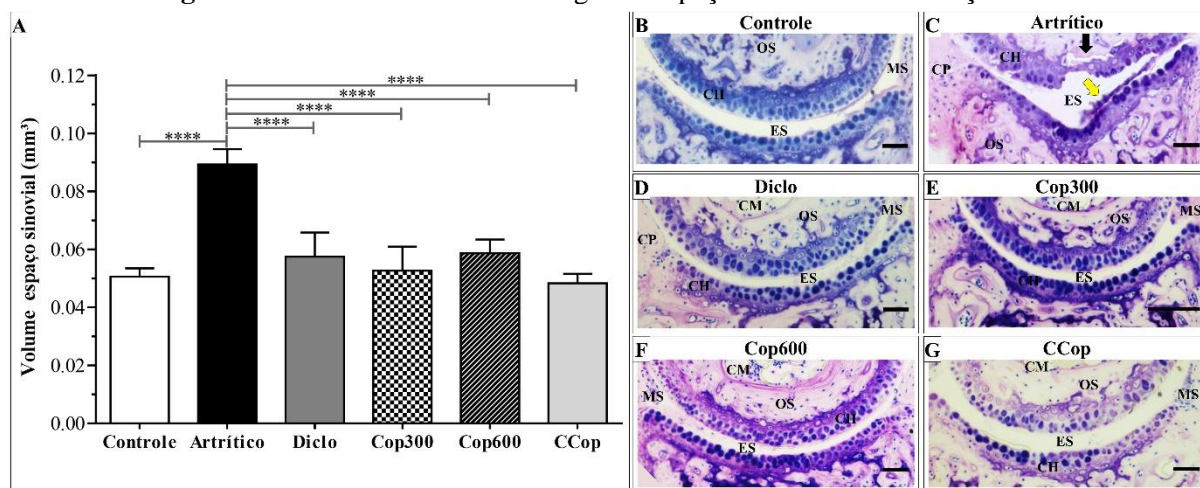 A
Volume espaço sinovial (mm³)
0.12
0.10
0.08
0.06
0.04
0.02
0.00
****
****
****
****
****
Controle Artrítico Diclo Cop300 Cop600 CCop
B Controle
OS
MS
CH
ES
C Artrítico
CH
CP
ES
OS
D Diclo
CM
OS
MS
CP
ES
CH
E Cop300
CM
OS
MS
ES
CH
F Cop600
CM
MS
OS
CH
ES
G CCop
CM
OS
MS
ES
CH